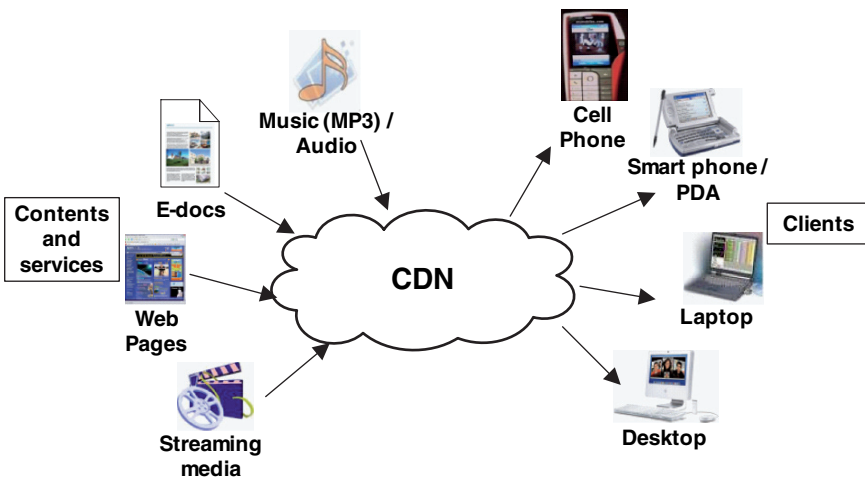 Music (MP3) /
Audio
Cell
Phone
Smart phone /
PDA
E-docs
Contents
and
services
Clients
CDN
Web
Pages
Laptop
Streaming
media
Desktop